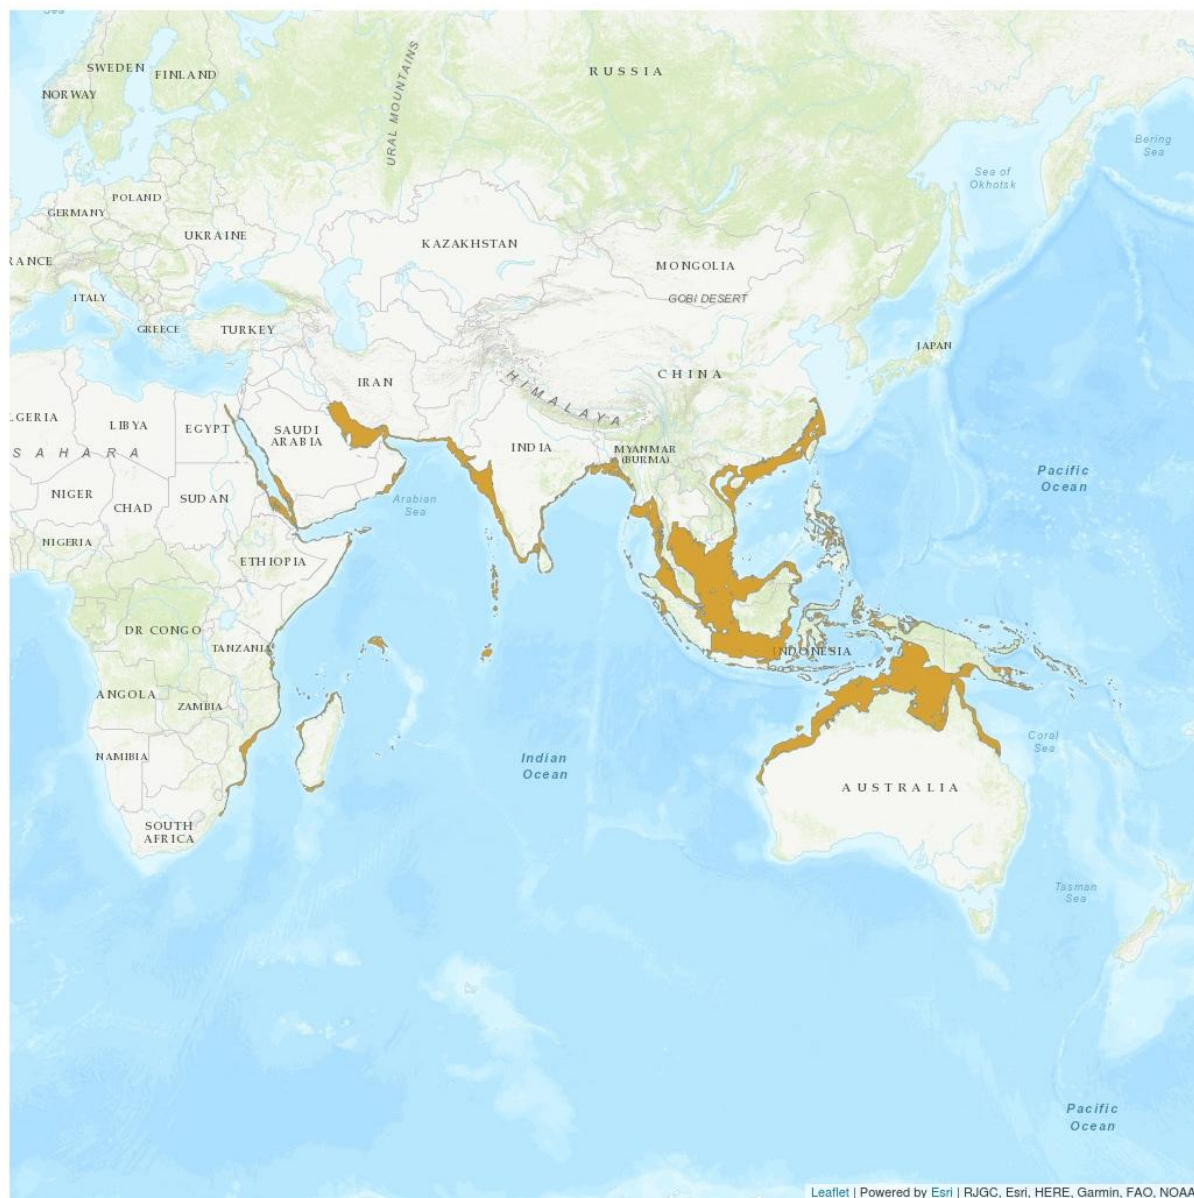 Sea
SWEDEN
FINLAND
NORWAY
URAL MOUNTAINS
RUSSIA
Bering
Sea
Sea of
Okhotsk
POLAND
GERMANY
UKRAINE
RANCE
KAZAKHSTAN
MONGOLIA
ITALY
GOBI DESERT
GREECE
TURKEY
JAPAN
IRAN
CHINA
HIMALAYA
LGERIA
LIBYA
EGYPT
SAUDI
ARABIA
INDIA
MYANMAR
(BURMA)
SAHARA
Pacific
Ocean
NIGER
CHAD
SUDAN
Arabian
Sea
NIGERIA
ETHIOPIA
DR CONGO
TANZANIA
INDONESIA
ANGOLA
ZAMBIA
Coral
Sea
NAMIBIA
Indian
Ocean
AUSTRALIA
SOUTH
AFRICA
Tasman
Sea
Pacific
Ocean
Leaflet | Powered by Esri | RJGC, Esri, HERE, Garmin, FAO, NOAA